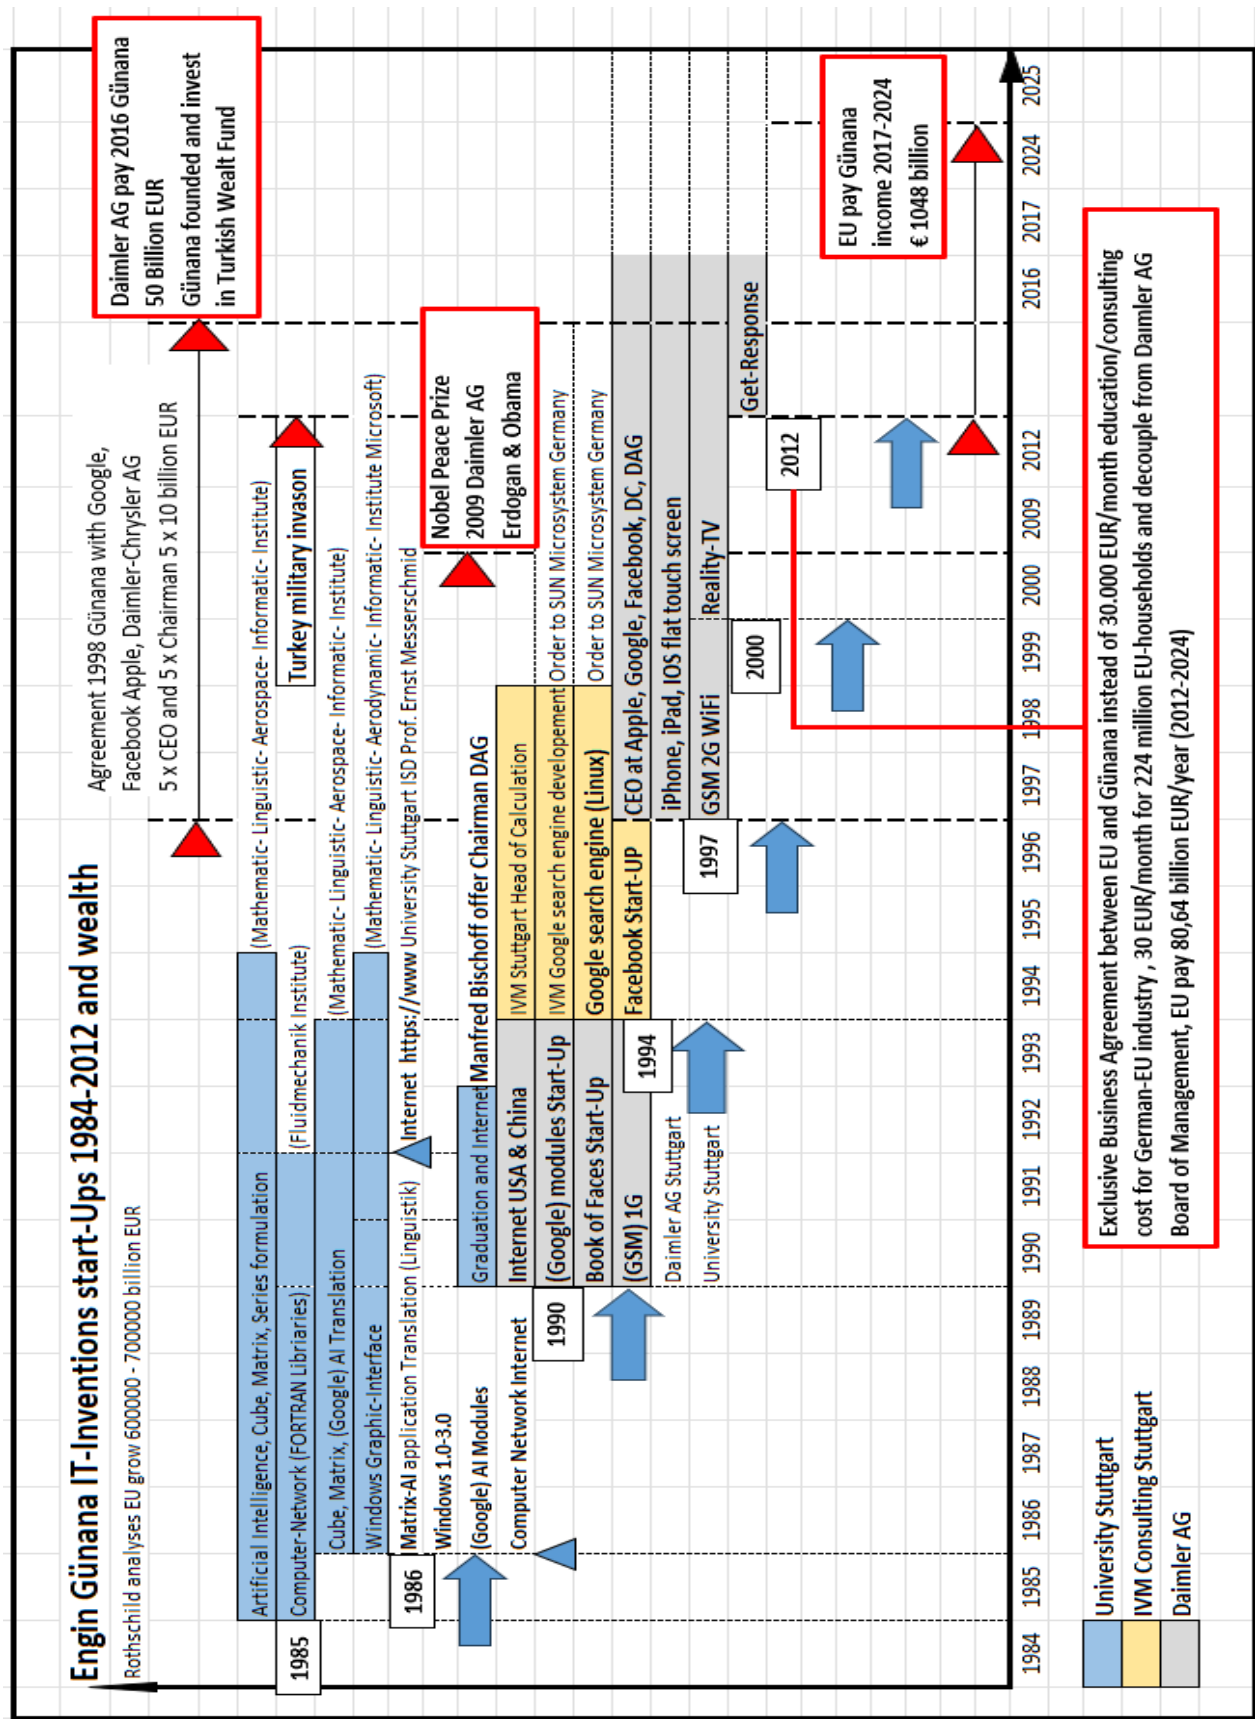 Engin Günana IT-Inventions start-Ups 1984-2012 and wealth
Rothschild analyses EU grow 600000 - 700000 billion EUR
Agreement 1998 Günana with Google,
Facebook Apple, Daimler-Chrysler AG
5 x CEO and 5 x Chairman 5 x 10 billion EUR
Daimler AG pay 2016 Günana
50 Billion EUR
Günana founded and invest
in Turkish Wealt Fund
1985
Artificial Intelligence, Cube, Matrix, Series formulation
(Mathematic- Linguistic- Aerospace- Informatic- Institute)
Computer-Network (FORTRAN Libriaries)
(Fluidmechanik Institute)
Turkey military invason
Cube, Matrix, (Google) AI Translation
(Mathematic- Linguistic- Aerospace- Informatic- Institute)
Windows Graphic-Interface
(Mathematic- Linguistic- Aerodynamic- Informatic- Institute Microsoft)
1986
Matrix-AI application Translation (Linguistik)
Internet https://www University Stuttgart ISD Prof. Ernst Messerschmid
Windows 1.0-3.0
(Google) AI Modules
Computer Network Internet
Nobel Peace Prize
2009 Daimler AG
Erdogan & Obama
Graduation and Internet
Manfred Bischoff offer Chairman DAG
Internet USA & China
IVM Stuttgart Head of Calculation
1990
(Google) modules Start-Up
IVM Google search engine developement
Order to SUN Microsystem Germany
Book of Faces Start-Up
Google search engine (Linux)
Order to SUN Microsystem Germany
(GSM) 1G
1994
Facebook Start-UP
CEO at Apple, Google, Facebook, DC, DAG
Daimler AG Stuttgart
iPhone, iPad, IOS flat touch screen
University Stuttgart
1997
GSM 2G WiFi
Reality-TV
2000
Get-Response
2012
EU pay Günana
income 2017-2024
€ 1048 billion
1984 1985 1986 1987 1988 1989 1990 1991 1992 1993 1994 1995 1996 1997 1998 1999 2000 2009 2012 2016 2017 2024 2025
University Stuttgart
IVM Consulting Stuttgart
Daimler AG
Exclusive Business Agreement between EU and Günana instead of 30.000 EUR/month education/consulting
cost for German-EU industry , 30 EUR/month for 224 million EU-households and decouple from Daimler AG
Board of Management, EU pay 80,64 billion EUR/year (2012-2024)